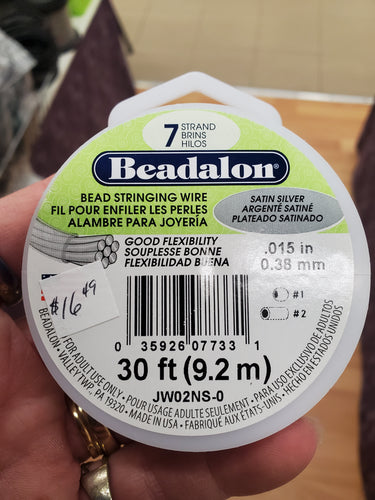 7 STRAND
BRINS
HILOS
Beadalon®
BEAD STRINGING WIRE
FIL POUR ENFILER LES PERLES
ALAMBRE PARA JOYERÍA
SATIN SILVER
ARGENTÉ SATINÉ
PLATEADO SATINADO
GOOD FLEXIBILITY
SOUPLESSE BONNE
FLEXIBILIDAD BUENA
.015 in
0.38 mm
#1
#2
$16 49
0 35926 07733 1
30 ft (9.2 m)
JW02NS-0
BEADALON • VALLEY TWP., PA 19320 • MADE IN USA • FABRIQUÉ AUX ÉTATS-UNIS • HECHO EN ESTADOS UNIDOS
FOR ADULT USE ONLY • POUR USAGE ADULTE SEULEMENT • PARA USO EXCLUSIVO DE ADULTOS